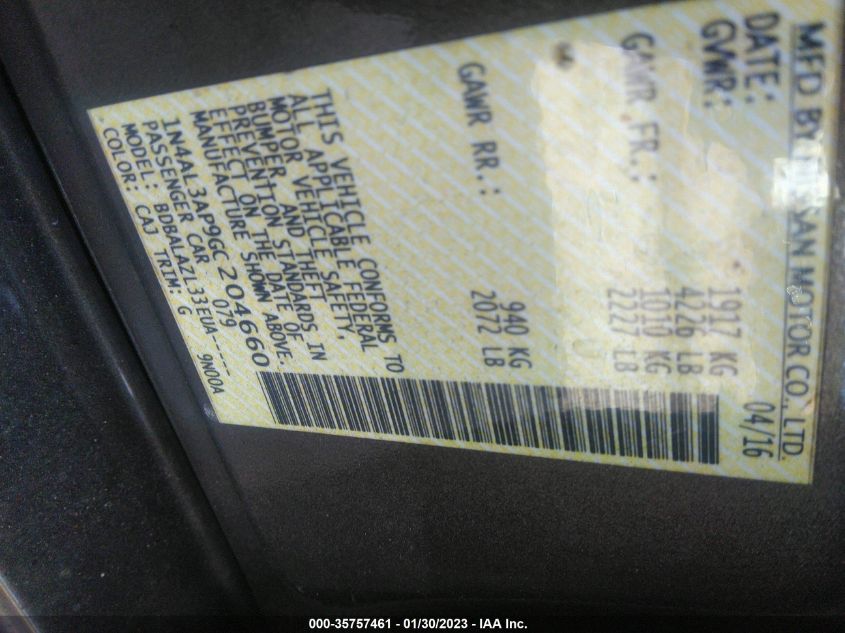 MFD BY NISSAN MOTOR CO., LTD.
DATE: 04/16
GVWR: 1917 KG
4226 LB
GAWR FR.: 1010 KG
2227 LB
GAWR RR.: 940 KG
2072 LB
THIS VEHICLE CONFORMS TO
ALL APPLICABLE FEDERAL
MOTOR VEHICLE SAFETY,
BUMPER, AND THEFT
PREVENTION STANDARDS IN
EFFECT ON THE DATE OF
MANUFACTURE SHOWN ABOVE.
1N4AL3AP9GC204660
PASSENGER CAR 079
MODEL: BDBALAZL33EUA-----
COLOR: CAJ TRIM: G 9N00A
000-35757461 - 01/30/2023 - IAA Inc.